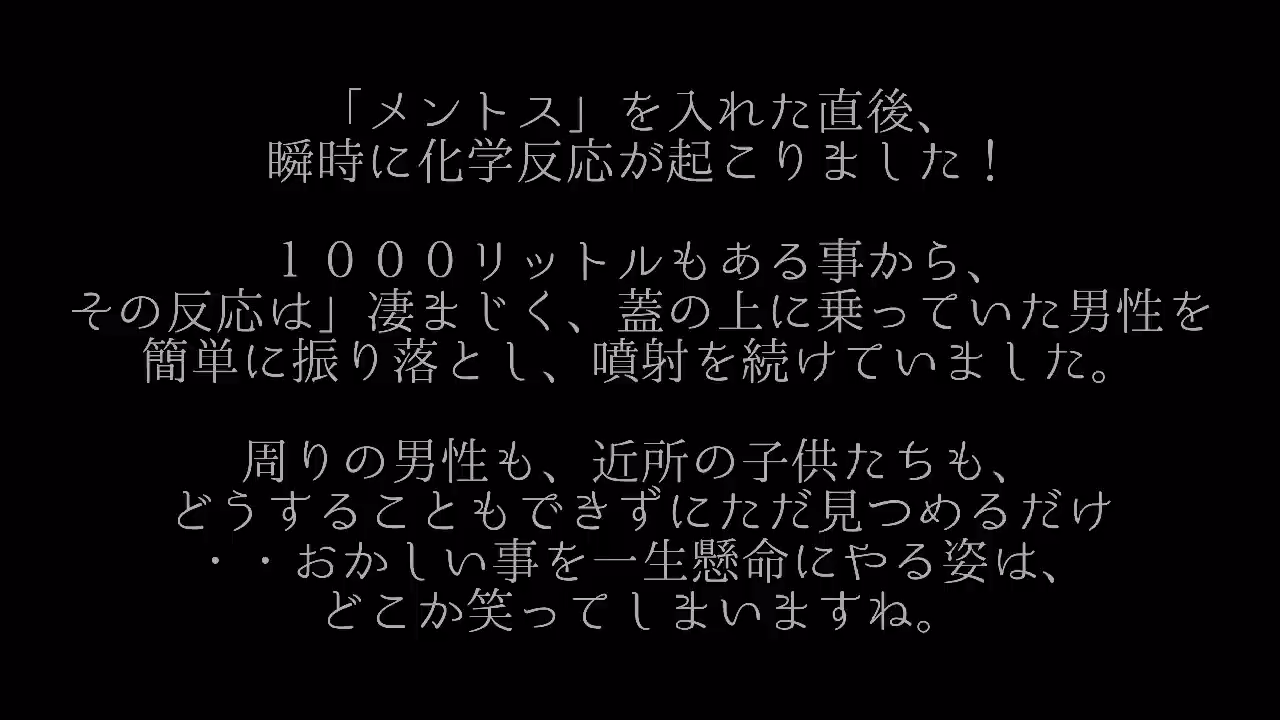 「メントス」を入れた直後、
瞬時に化学反応が起こりました！
１０００リットルもある事から、
その反応は」凄まじく、蓋の上に乗っていた男性を
簡単に振り落とし、噴射を続けていました。
周りの男性も、近所の子供たちも、
どうすることもできずにただ見つめるだけ
・・おかしい事を一生懸命にやる姿は、
どこか笑ってしまいますね。